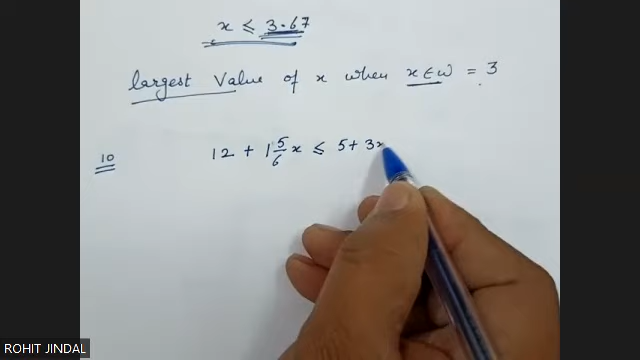 x ≤ 3.67
largest Value of x when x ∈ W = 3
10 12 + 1 5/6 x ≤ 5 + 3x
ROHIT JINDAL